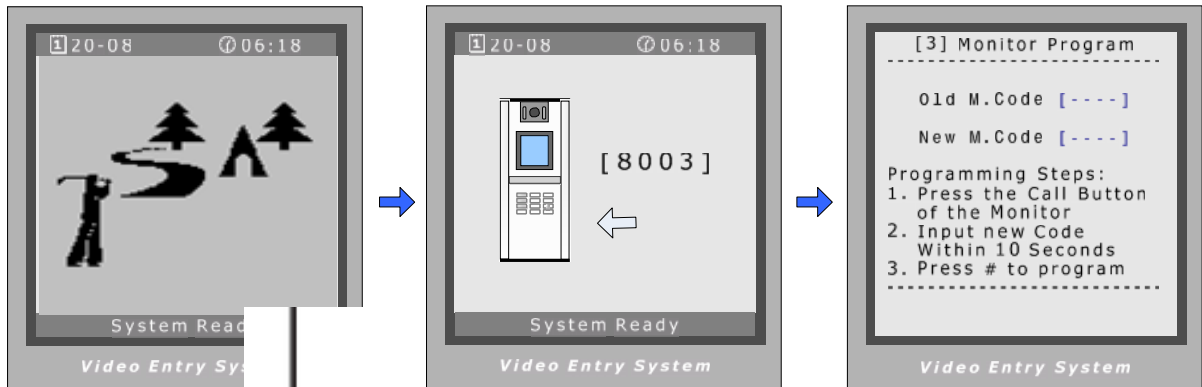 1 20-08 06:18
System Read
Video Entry Sy
1 20-08 06:18
[8003]
System Ready
Video Entry System
[3] Monitor Program
Old M.Code [----]
New M.Code [----]
Programming Steps:
1. Press the Call Button
of the Monitor
2. Input new Code
Within 10 Seconds
3. Press # to program
Video Entry System